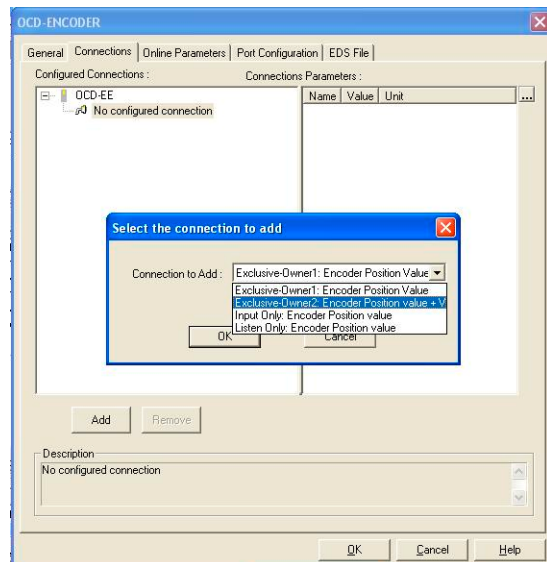 OCD-ENCODER
General Connections Online Parameters Port Configuration EDS File
Configured Connections : Connections Parameters :
OCD-EE Name Value Unit ...
No configured connection
Select the connection to add
Connection to Add : Exclusive-Owner1: Encoder Position Value
Exclusive-Owner1: Encoder Position Value
Exclusive-Owner2: Encoder Position value + V
Input Only: Encoder Position value
Listen Only: Encoder Position value
OK Cancel
Add Remove
Description
No configured connection
OK Cancel Help